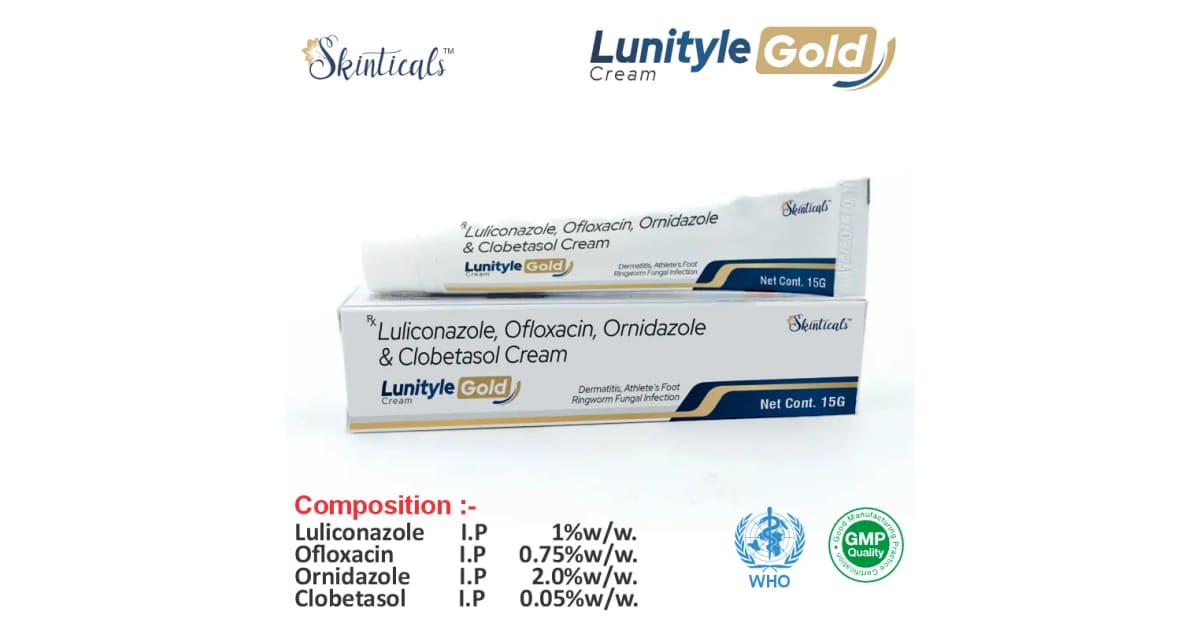 Skinticals™
Lunityle Gold
Cream
Skinticals™
℞ Luliconazole, Ofloxacin, Ornidazole
& Clobetasol Cream
Lunityle Gold
Cream
Dermatitis, Athlete's Foot
Ringworm Fungal Infection
Net Cont. 15G
℞ Luliconazole, Ofloxacin, Ornidazole
& Clobetasol Cream
Skinticals™
Lunityle Gold
Cream
Dermatitis, Athlete's Foot
Ringworm Fungal Infection
Net Cont. 15G
Composition :-
Luliconazole I.P 1%w/w.
Ofloxacin I.P 0.75%w/w.
Ornidazole I.P 2.0%w/w.
Clobetasol I.P 0.05%w/w.
WHO
Good Manufacturing Practice Certification
GMP
Quality